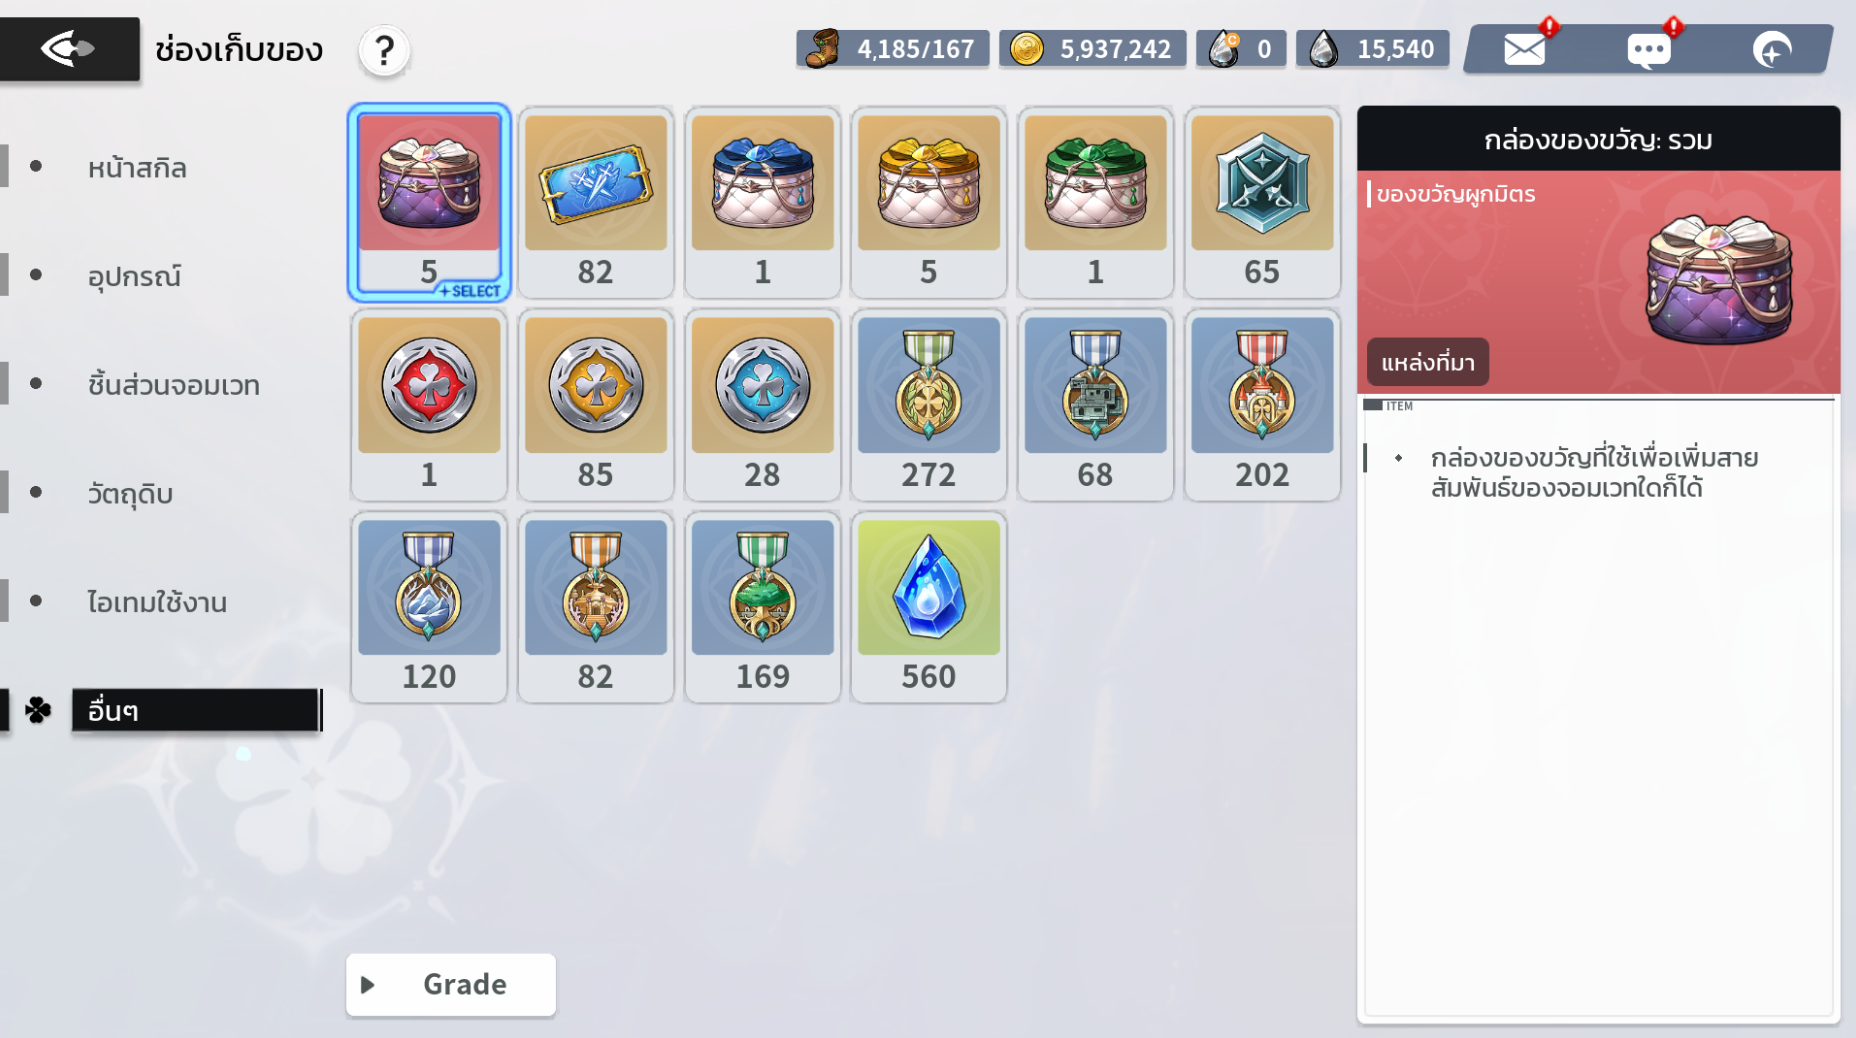 ช่องเก็บของ
?
4,185/167
5,937,242
0
15,540
หน้าสกิล
อุปกรณ์
ชิ้นส่วนจอมเวท
วัตถุดิบ
ไอเทมใช้งาน
อื่นๆ
5
SELECT
82
1
5
1
65
1
85
28
272
68
202
120
82
169
560
Grade
กล่องของขวัญ: รวม
ของขวัญผูกมิตร
แหล่งที่มา
ITEM
กล่องของขวัญที่ใช้เพื่อเพิ่มสาย
สัมพันธ์ของจอมเวทใดก็ได้